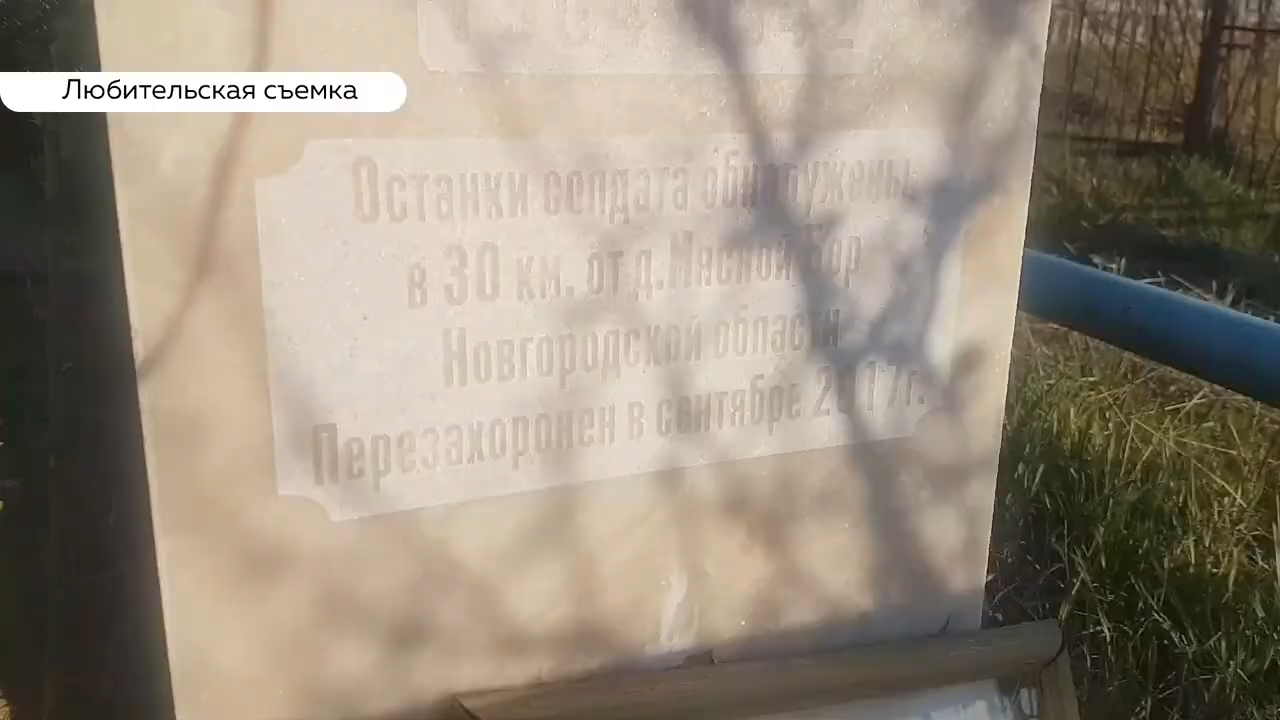 Любительская съемка
Останки солдата обнаружены
в 30 км. от д.Мясной Бор
Новгородской области
Перезахоронен в сентябре 2017г.